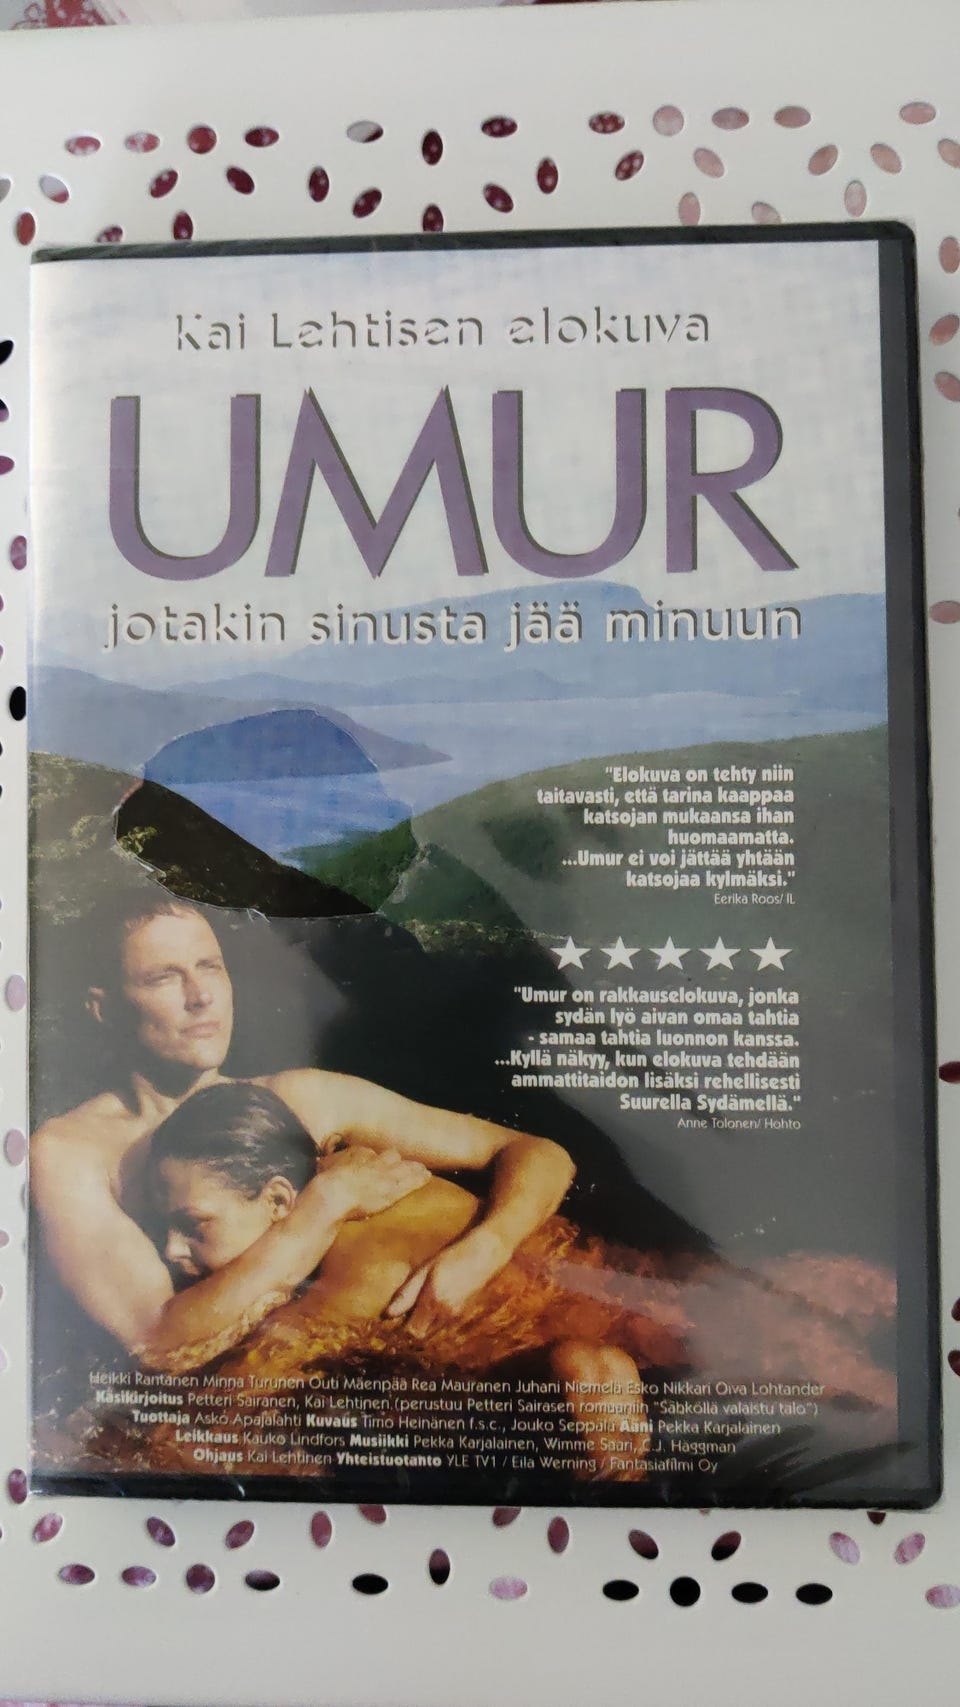 Kai Lehtisen elokuva
UMUR
jotakin sinusta jää minuun
"Elokuva on tehty niin
taitavasti, että tarina kaappaa
katsojan mukaansa ihan
huomaamatta.
...Umur ei voi jättää yhtään
katsojaa kylmäksi."
Eerika Roos/ IL
★★★★★
"Umur on rakkauselokuva, jonka
sydän lyö aivan omaa tahtia
- samaa tahtia luonnon kanssa.
...Kyllä näkyy, kun elokuva tehdään
ammattitaidon lisäksi rehellisesti
Suurella Sydämellä."
Anne Tolonen/ Hohto
Heikki Rantanen Minna Turunen Outi Mäenpää Rea Mauranen Juhani Niemelä Esko Nikkari Oiva Lohtander
Käsikirjoitus Petteri Sairanen, Kai Lehtinen (perustuu Petteri Sairasen romaaniin "Säbköllä valaistu talo")
Tuottaja Asko Apajalahti Kuvaus Timo Heinänen f.s.c., Jouko Seppälä Ääni Pekka Karjalainen
Leikkaus Kauko Lindfors Musiikki Pekka Karjalainen, Wimme Saari, C.J. Häggman
Ohjaus Kai Lehtinen Yhteistuotanto YLE TV1 / Eila Werning / Fantasiafilmi Oy